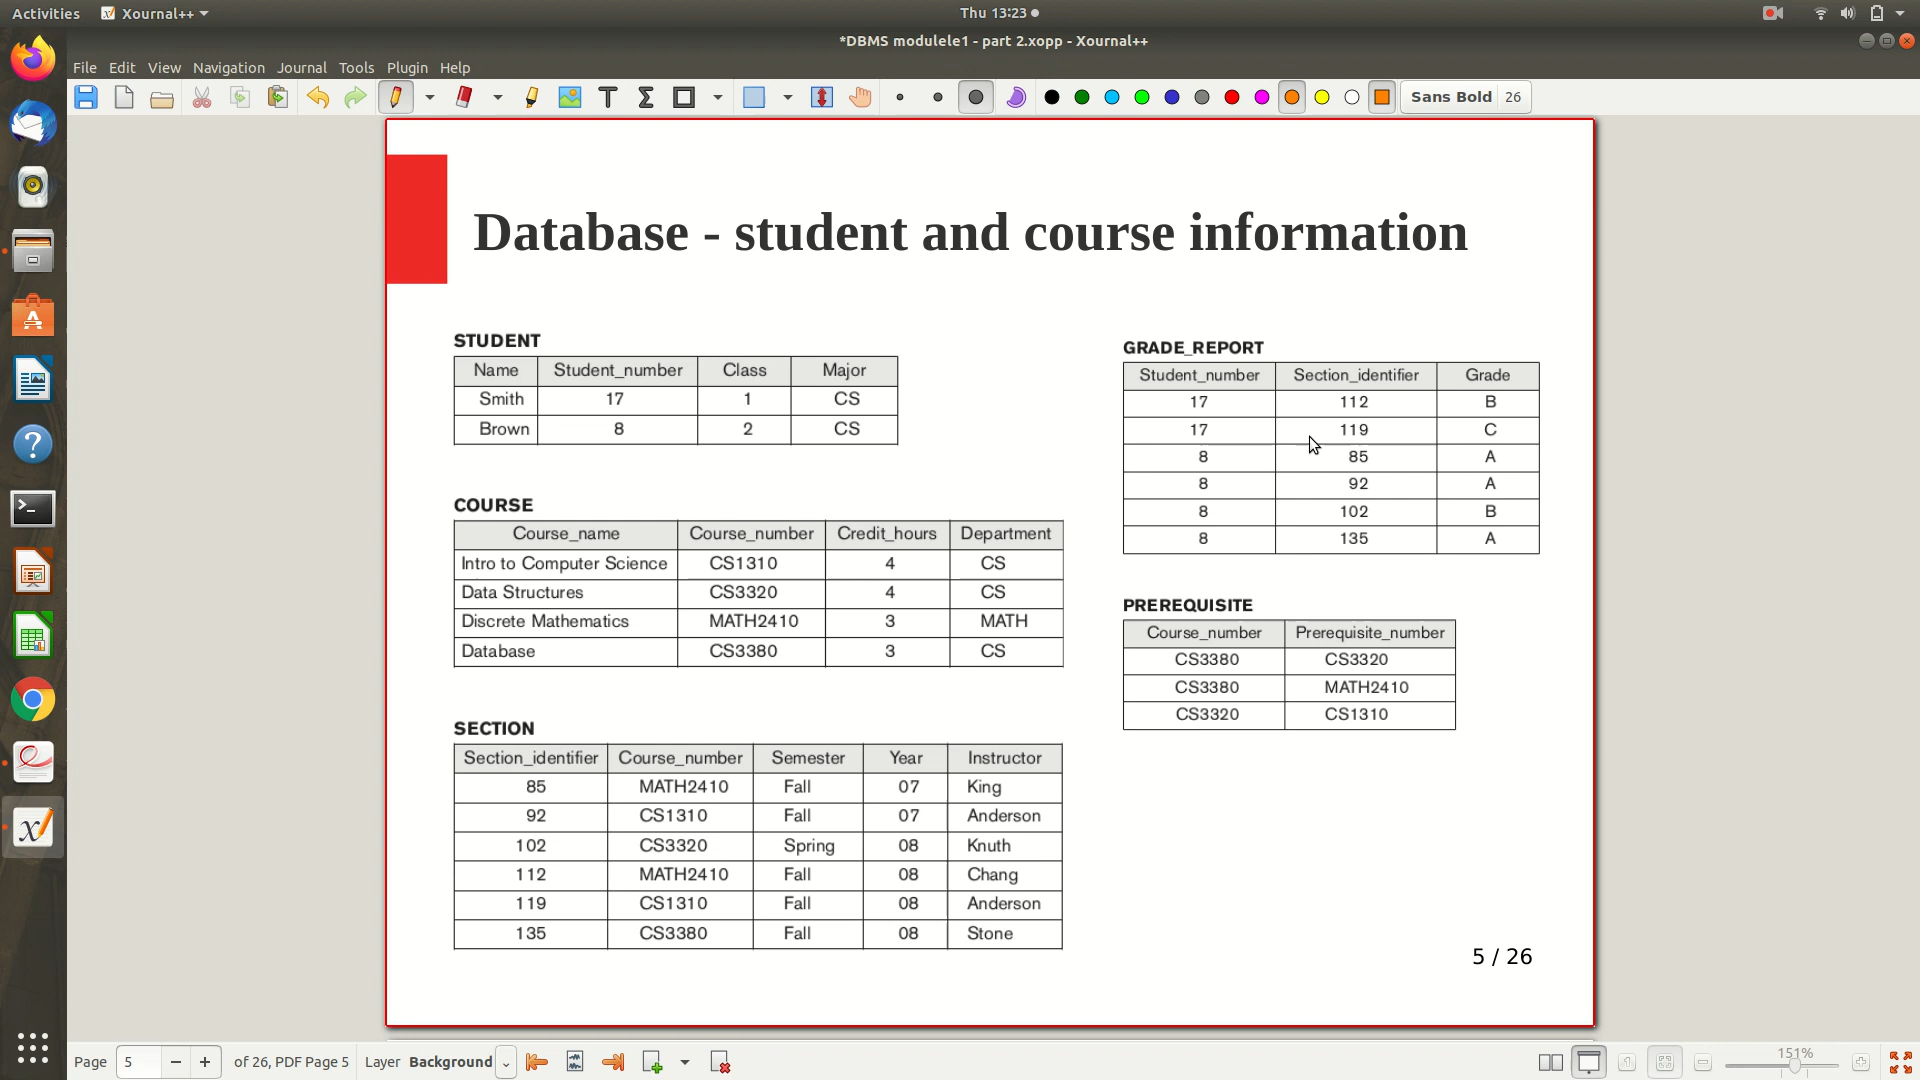 Activities Xournal++ Thu 13:23
*DBMS modulele1 - part 2.xopp - Xournal++
File Edit View Navigation Journal Tools Plugin Help
Sans Bold 26
Database - student and course information
STUDENT
Name Student_number Class Major
Smith 17 1 CS
Brown 8 2 CS
COURSE
Course_name Course_number Credit_hours Department
Intro to Computer Science CS1310 4 CS
Data Structures CS3320 4 CS
Discrete Mathematics MATH2410 3 MATH
Database CS3380 3 CS
SECTION
Section_identifier Course_number Semester Year Instructor
85 MATH2410 Fall 07 King
92 CS1310 Fall 07 Anderson
102 CS3320 Spring 08 Knuth
112 MATH2410 Fall 08 Chang
119 CS1310 Fall 08 Anderson
135 CS3380 Fall 08 Stone
GRADE_REPORT
Student_number Section_identifier Grade
17 112 B
17 119 C
8 85 A
8 92 A
8 102 B
8 135 A
PREREQUISITE
Course_number Prerequisite_number
CS3380 CS3320
CS3380 MATH2410
CS3320 CS1310
5 / 26
Page 5 of 26, PDF Page 5 Layer Background 151%